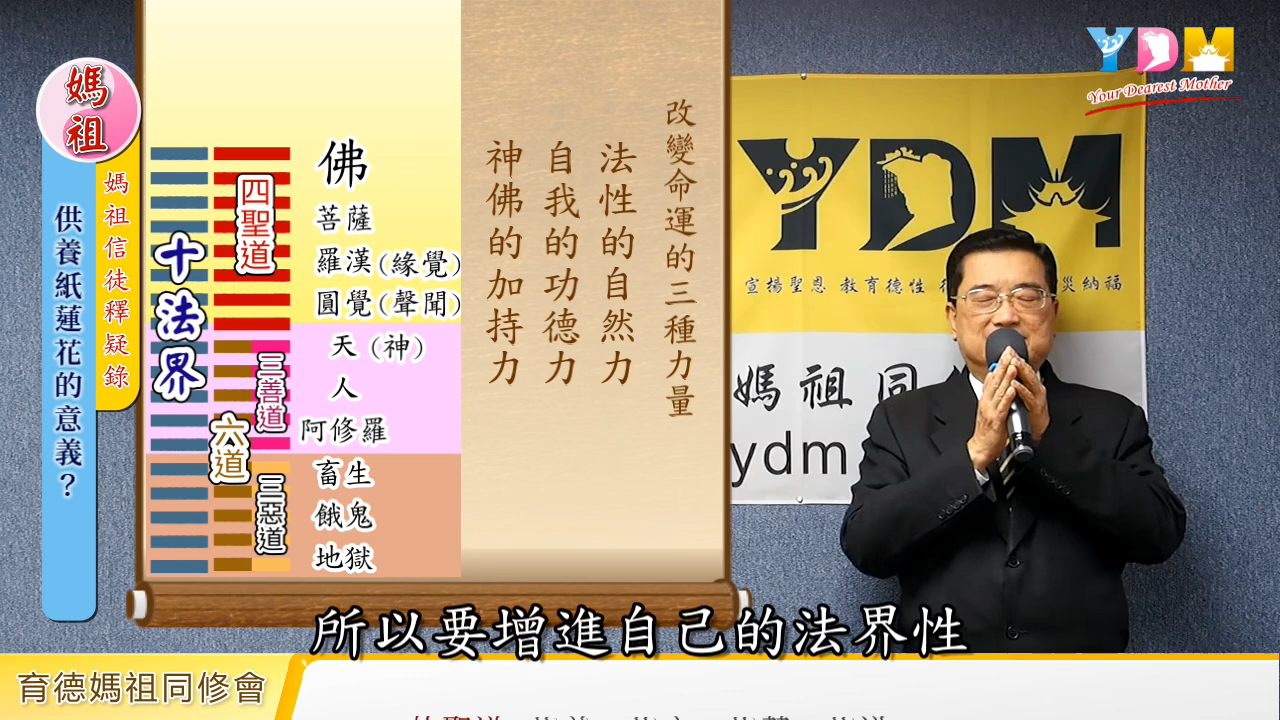 媽祖
媽祖信徒釋疑錄
供養紙蓮花的意義？
十法界
四聖道
六道
三善道
三惡道
佛
菩薩
羅漢(緣覺)
圓覺(聲聞)
天(神)
人
阿修羅
畜生
餓鬼
地獄
改變命運的三種力量
法性的自然力
自我的功德力
神佛的加持力
YDM
Your Dearest Mother
YDM
宣揚聖恩 教育德性
災納福
媽祖同
ydm
所以要增進自己的法界性
育德媽祖同修會